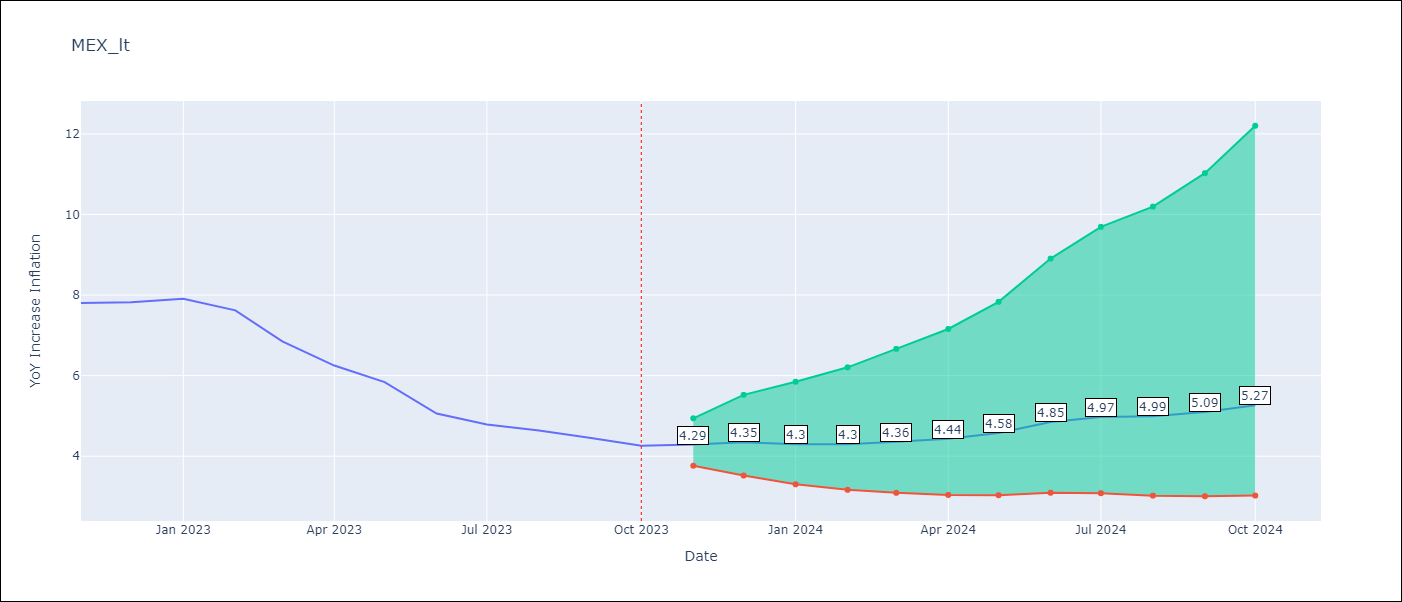 MEX_lt
YoY Increase Inflation
12
10
8
6
4
4.29
4.35
4.3
4.3
4.36
4.44
4.58
4.85
4.97
4.99
5.09
5.27
Jan 2023
Apr 2023
Jul 2023
Oct 2023
Jan 2024
Apr 2024
Jul 2024
Oct 2024
Date